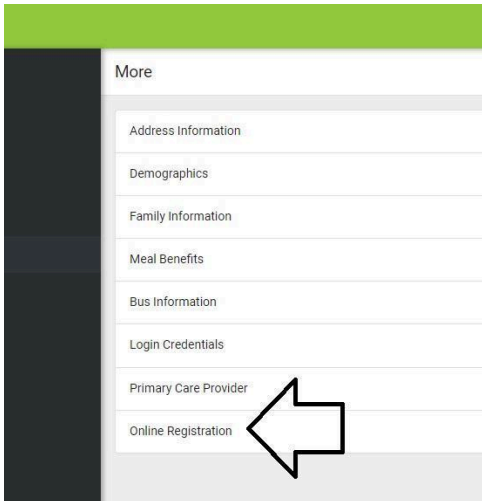 More
Address Information
Demographics
Family Information
Meal Benefits
Bus Information
Login Credentials
Primary Care Provider
Online Registration